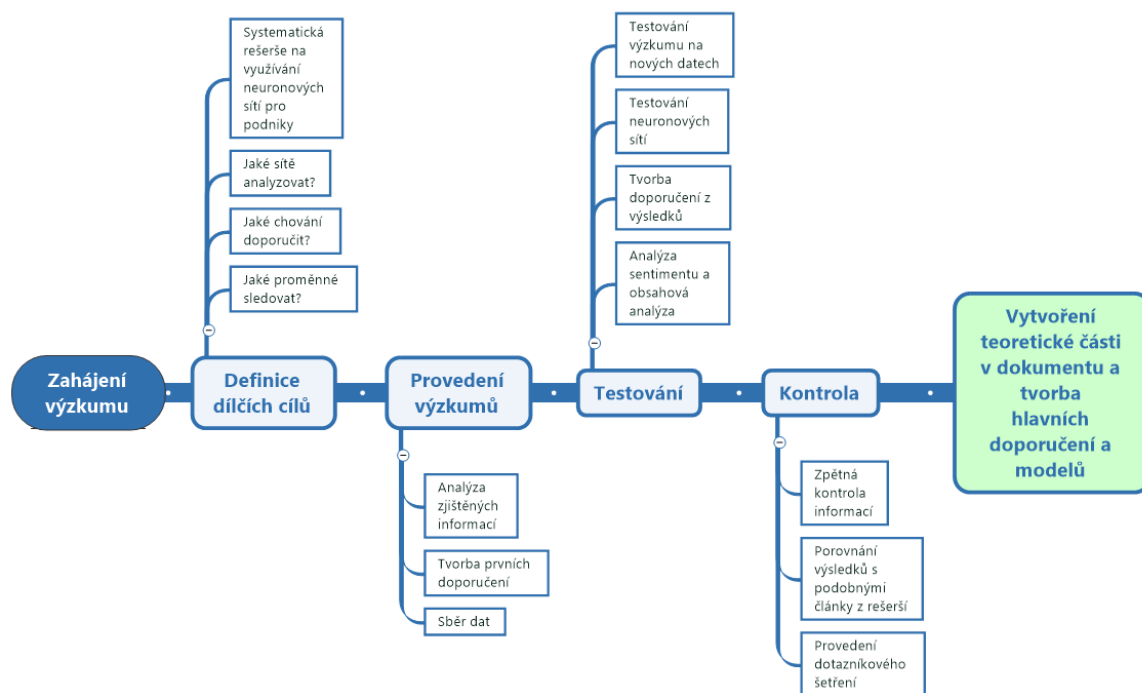 Systematická
rešerše na
využívání
neuronových
sítí pro
podniky
Jaké sítě
analyzovat?
Jaké chování
doporučit?
Jaké proměnné
sledovat?
Testování
výzkumu na
nových datech
Testování
neuronových
sítí
Tvorba
doporučení z
výsledků
Analýza
sentimentu a
obsahová
analýza
Zahájení
výzkumu
Definice
dílčích cílů
Provedení
výzkumů
Testování
Kontrola
Vytvoření
teoretické části
v dokumentu a
tvorba
hlavních
doporučení a
modelů
Analýza
zjištěných
informací
Tvorba prvních
doporučení
Sběr dat
Zpětná
kontrola
informací
Porovnání
výsledků s
podobnými
články z rešerší
Provedení
dotazníkového
šetření